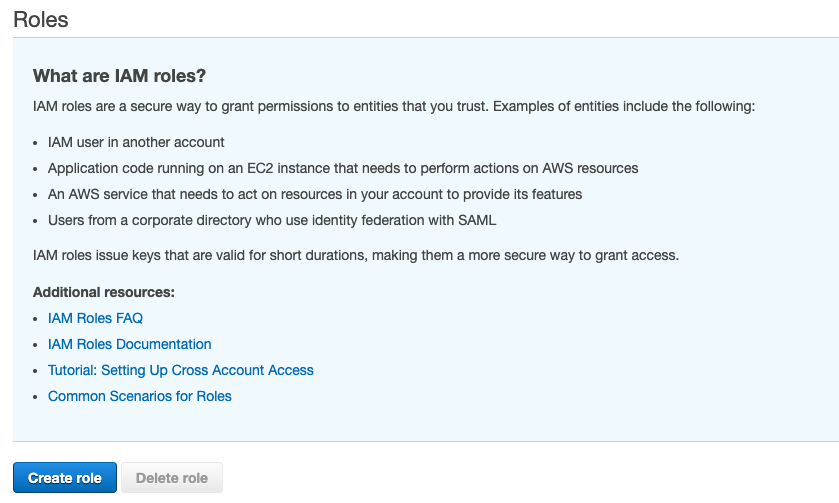 Roles
What are IAM roles?
IAM roles are a secure way to grant permissions to entities that you trust. Examples of entities include the following:
• IAM user in another account
• Application code running on an EC2 instance that needs to perform actions on AWS resources
• An AWS service that needs to act on resources in your account to provide its features
• Users from a corporate directory who use identity federation with SAML
IAM roles issue keys that are valid for short durations, making them a more secure way to grant access.
Additional resources:
• IAM Roles FAQ
• IAM Roles Documentation
• Tutorial: Setting Up Cross Account Access
• Common Scenarios for Roles
Create role Delete role